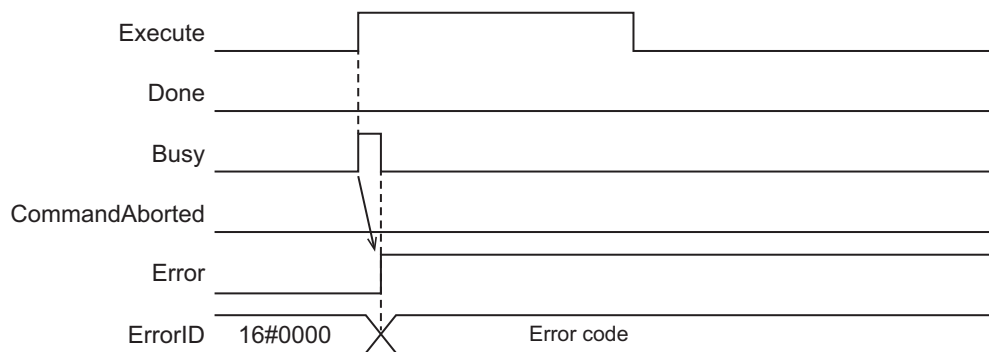 Execute
Done
Busy
CommandAborted
Error
ErrorID 16#0000 Error code